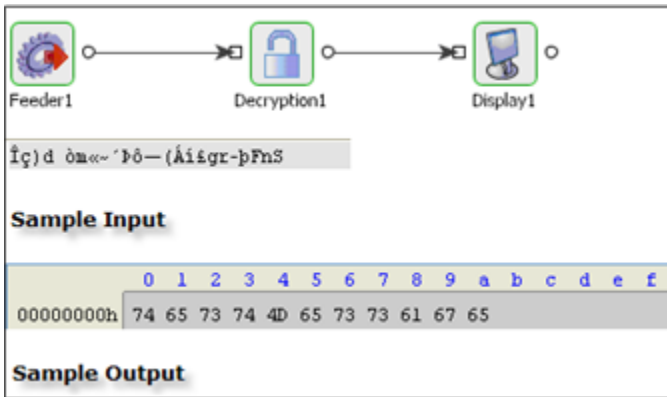 Feeder1 Decryption1 Display1
Îç)d òm«~´Þô—(Áí£gr-þFnS
Sample Input
0 1 2 3 4 5 6 7 8 9 a b c d e f
00000000h 74 65 73 74 4D 65 73 73 61 67 65
Sample Output